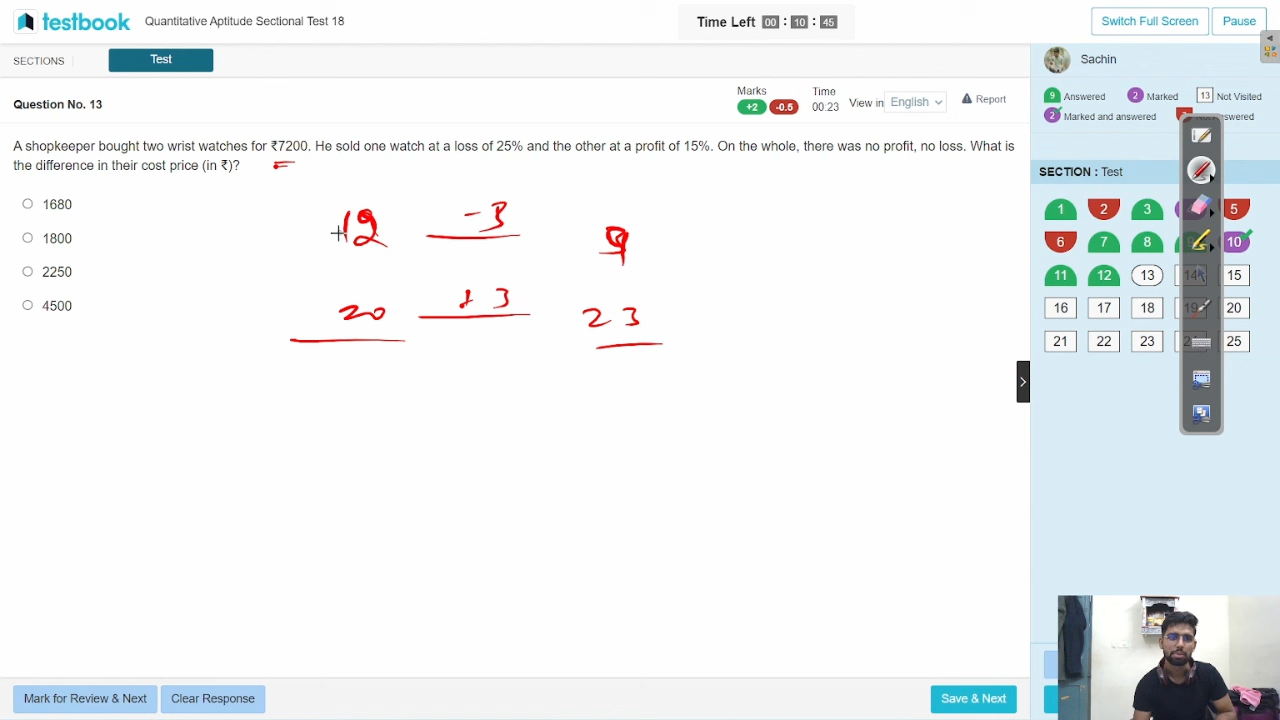 testbook
Quantitative Aptitude Sectional Test 18
Time Left 00 : 10 : 45
Switch Full Screen
Pause
SECTIONS
Test
Sachin
Question No. 13
Marks
+2 -0.5
Time
00:23
View in English
Report
9 Answered
2 Marked
13 Not Visited
2 Marked and answered
A shopkeeper bought two wrist watches for ₹7200. He sold one watch at a loss of 25% and the other at a profit of 15%. On the whole, there was no profit, no loss. What is
the difference in their cost price (in ₹)?
1680
1800
2250
4500
12 -3 9
20 +3 23
SECTION : Test
1 2 3 5
6 7 8 10
11 12 13 14 15
16 17 18 19 20
21 22 23 25
Mark for Review & Next
Clear Response
Save & Next